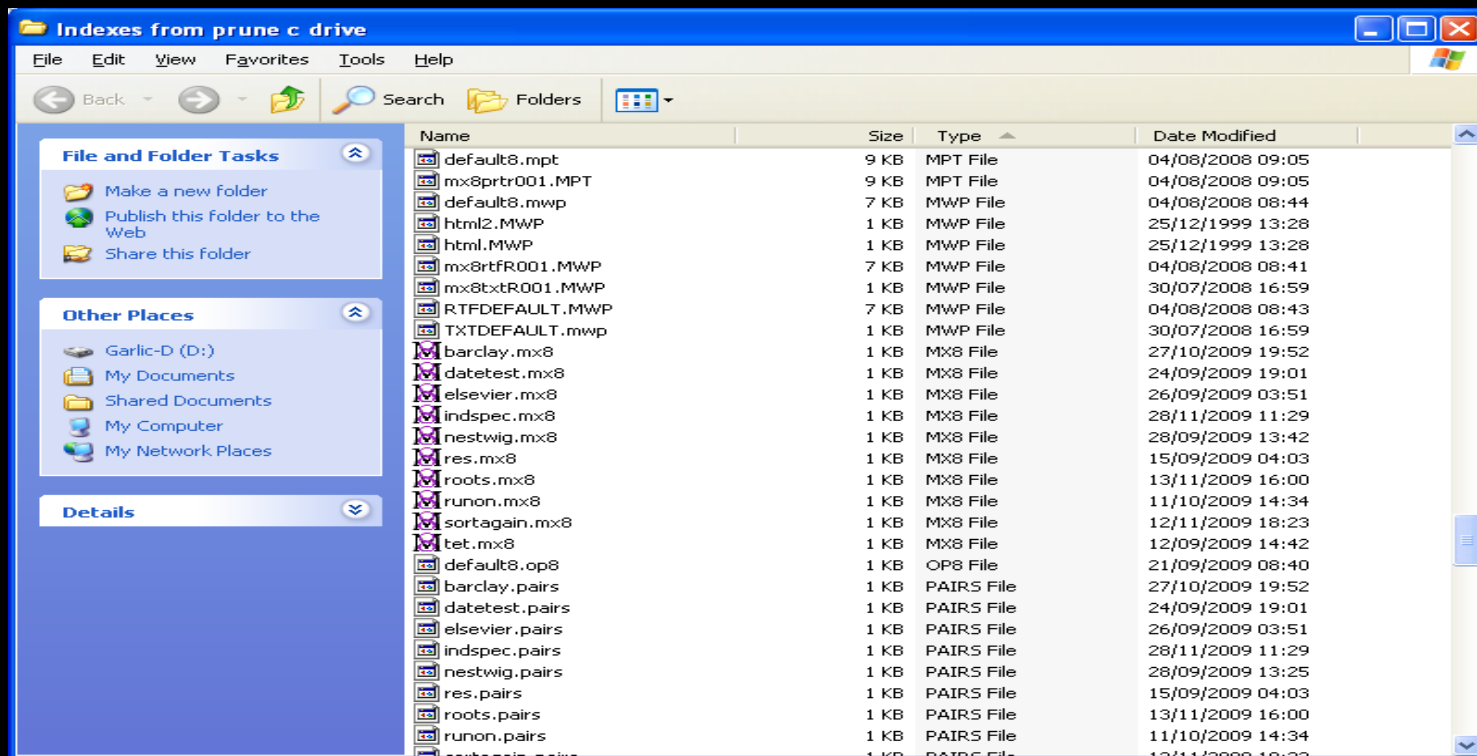 Indexes from prune c drive
File Edit View Favorites Tools Help
Back Search Folders
File and Folder Tasks
Make a new folder
Publish this folder to the
Web
Share this folder
Other Places
Garlic-D (D:)
My Documents
Shared Documents
My Computer
My Network Places
Details
Name Size Type Date Modified
default8.mpt 9 KB MPT File 04/08/2008 09:05
mx8prtr001.MPT 9 KB MPT File 04/08/2008 09:05
default8.mwp 7 KB MWP File 04/08/2008 08:44
html2.MWP 1 KB MWP File 25/12/1999 13:28
html.MWP 1 KB MWP File 25/12/1999 13:28
mx8rtfR001.MWP 7 KB MWP File 04/08/2008 08:41
mx8txtR001.MWP 1 KB MWP File 30/07/2008 16:59
RTFDEFAULT.MWP 7 KB MWP File 04/08/2008 08:43
TXTDEFAULT.mwp 1 KB MWP File 30/07/2008 16:59
barclay.mx8 1 KB MX8 File 27/10/2009 19:52
datetest.mx8 1 KB MX8 File 24/09/2009 19:01
elsevier.mx8 1 KB MX8 File 26/09/2009 03:51
indspec.mx8 1 KB MX8 File 28/11/2009 11:29
nestwig.mx8 1 KB MX8 File 28/09/2009 13:42
res.mx8 1 KB MX8 File 15/09/2009 04:03
roots.mx8 1 KB MX8 File 13/11/2009 16:00
runon.mx8 1 KB MX8 File 11/10/2009 14:34
sortagain.mx8 1 KB MX8 File 12/11/2009 18:23
tet.mx8 1 KB MX8 File 12/09/2009 14:42
default8.op8 1 KB OP8 File 21/09/2009 08:40
barclay.pairs 1 KB PAIRS File 27/10/2009 19:52
datetest.pairs 1 KB PAIRS File 24/09/2009 19:01
elsevier.pairs 1 KB PAIRS File 26/09/2009 03:51
indspec.pairs 1 KB PAIRS File 28/11/2009 11:29
nestwig.pairs 1 KB PAIRS File 28/09/2009 13:25
res.pairs 1 KB PAIRS File 15/09/2009 04:03
roots.pairs 1 KB PAIRS File 13/11/2009 16:00
runon.pairs 1 KB PAIRS File 11/10/2009 14:34